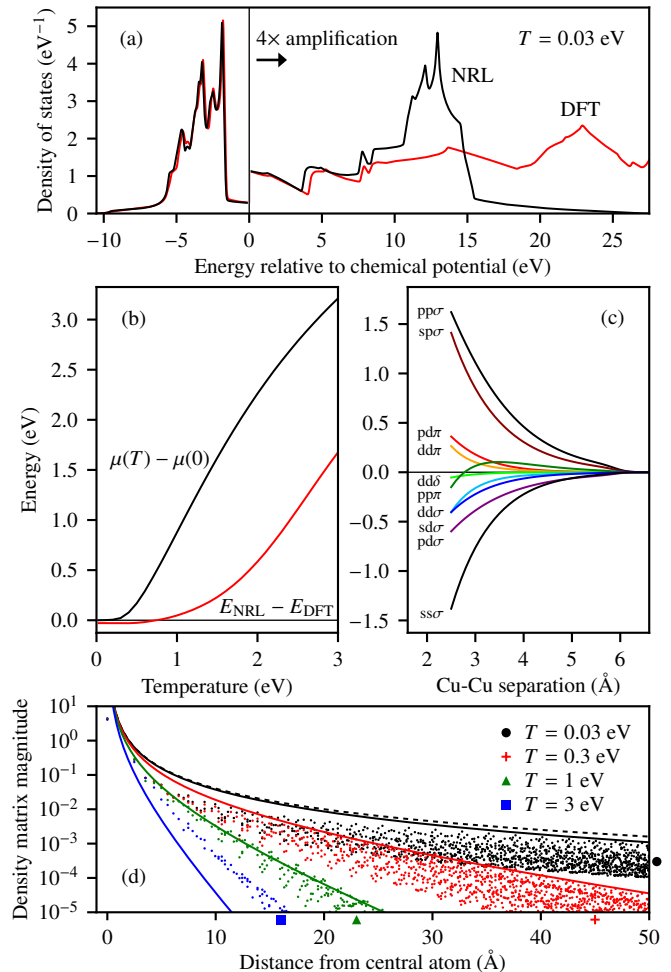 (a)
4× amplification
T = 0.03 eV
NRL
DFT
Density of states (eV⁻¹)
5
4
3
2
1
0
−10
−5
0
5
10
15
20
25
Energy relative to chemical potential (eV)
(b)
3.0
2.5
2.0
1.5
1.0
0.5
0.0
Energy (eV)
μ(T) − μ(0)
E_NRL − E_DFT
0
1
2
3
Temperature (eV)
(c)
1.5
1.0
0.5
0.0
−0.5
−1.0
−1.5
ppσ
spσ
pdπ
ddπ
ddδ
ppπ
ddσ
sdσ
pdσ
ssσ
2
3
4
5
6
Cu-Cu separation (Å)
Density matrix magnitude
10¹
10⁰
10⁻¹
10⁻²
10⁻³
10⁻⁴
10⁻⁵
T = 0.03 eV
T = 0.3 eV
T = 1 eV
T = 3 eV
(d)
0
10
20
30
40
50
Distance from central atom (Å)